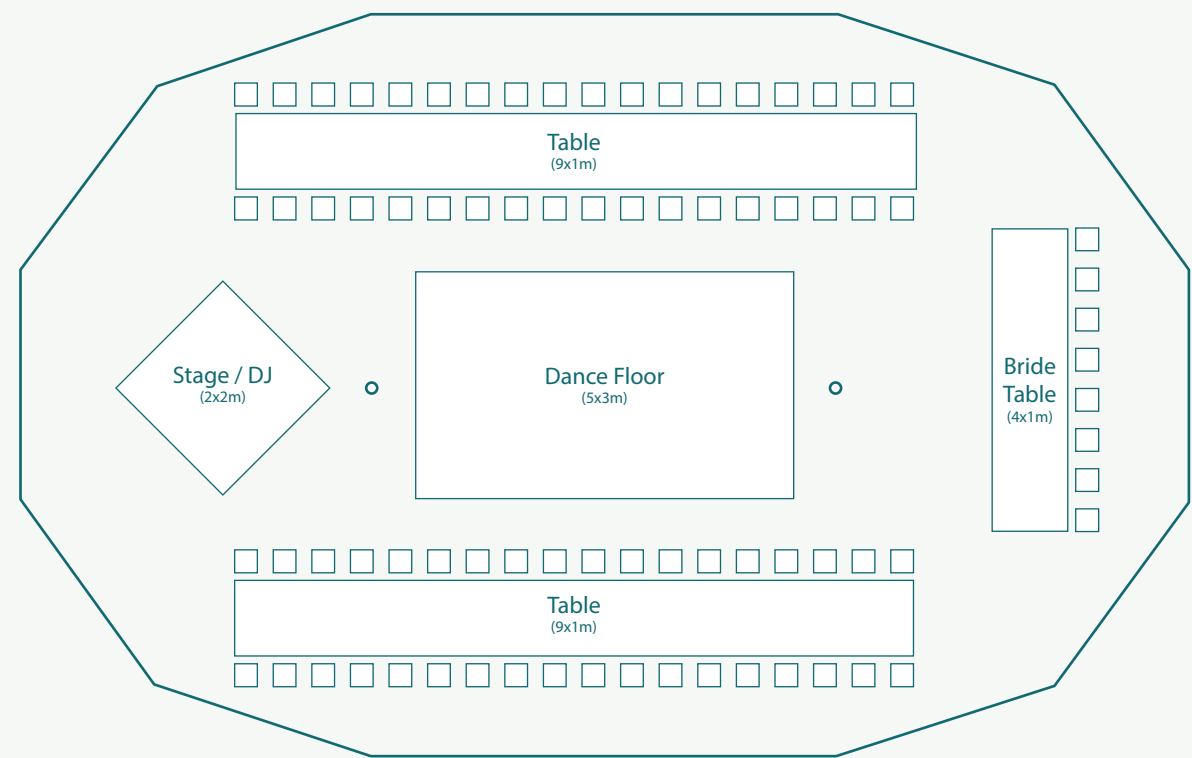 Table
(9x1m)
Stage / DJ
(2x2m)
Dance Floor
(5x3m)
Bride
Table
(4x1m)
Table
(9x1m)